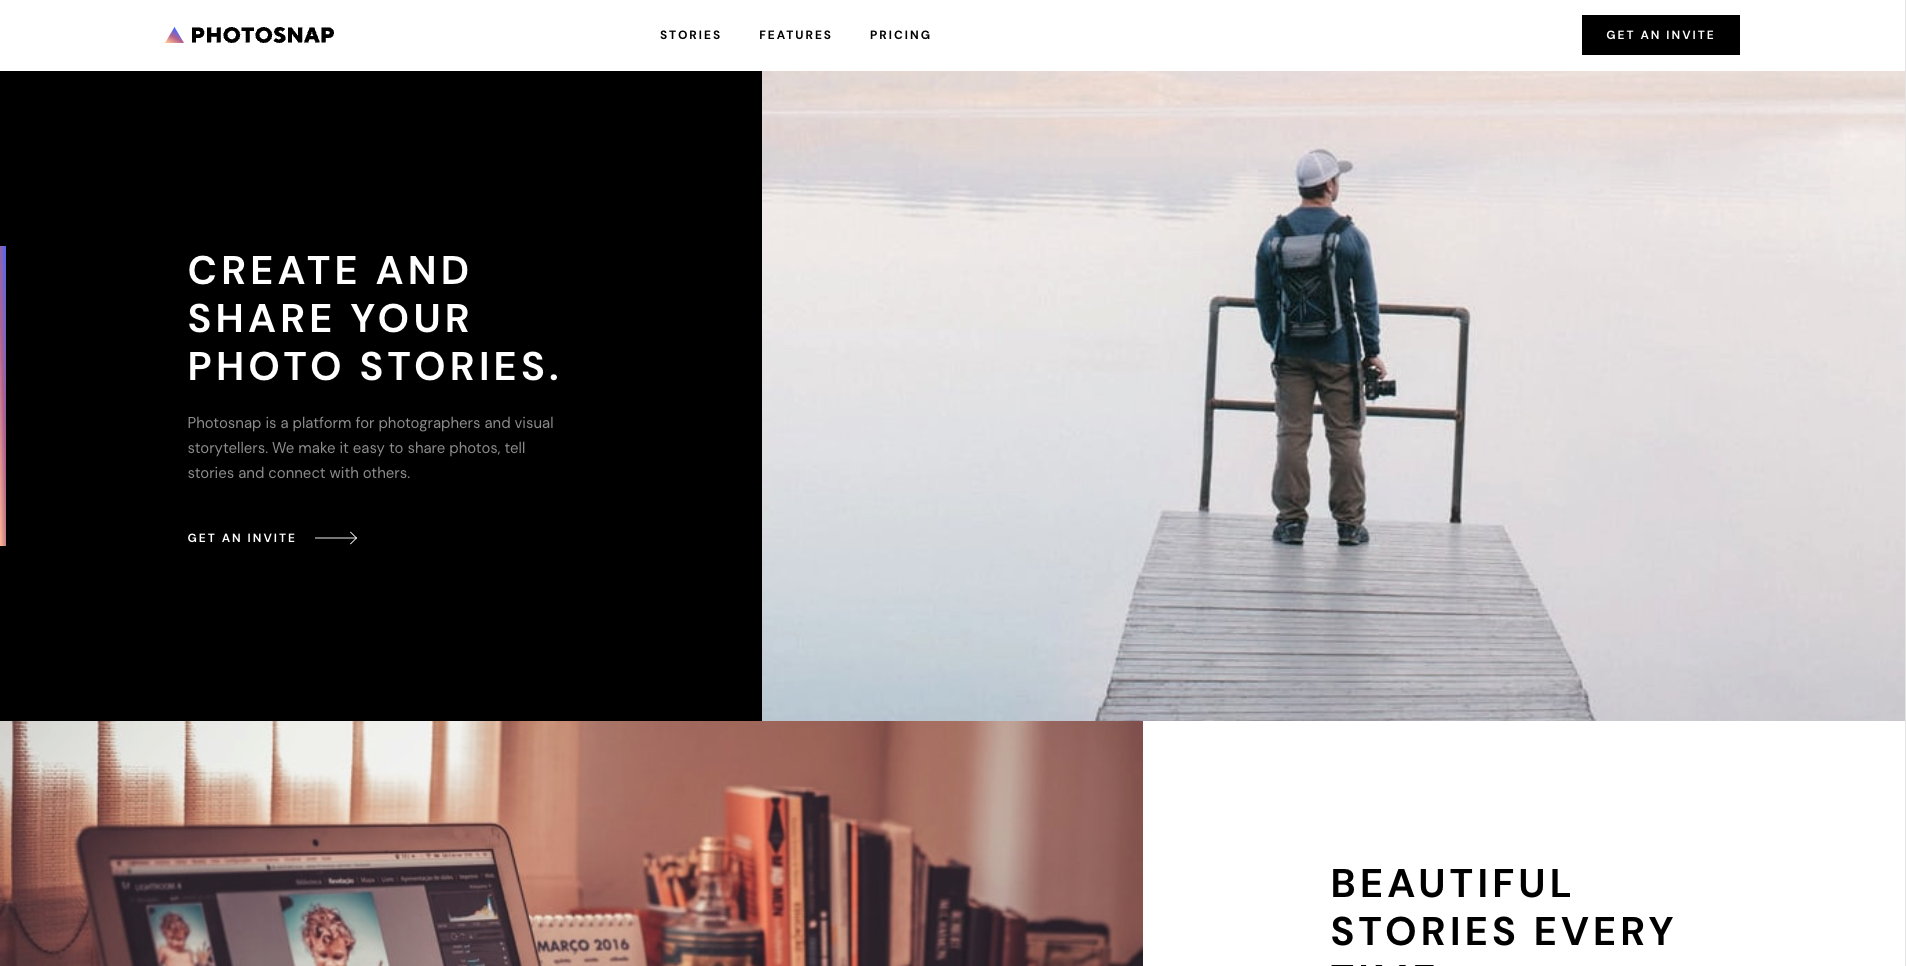 PHOTOSNAP
STORIES
FEATURES
PRICING
GET AN INVITE
CREATE AND
SHARE YOUR
PHOTO STORIES.
Photosnap is a platform for photographers and visual
storytellers. We make it easy to share photos, tell
stories and connect with others.
GET AN INVITE
LIGHTROOM
MARÇO 2016
BEAUTIFUL
STORIES EVERY